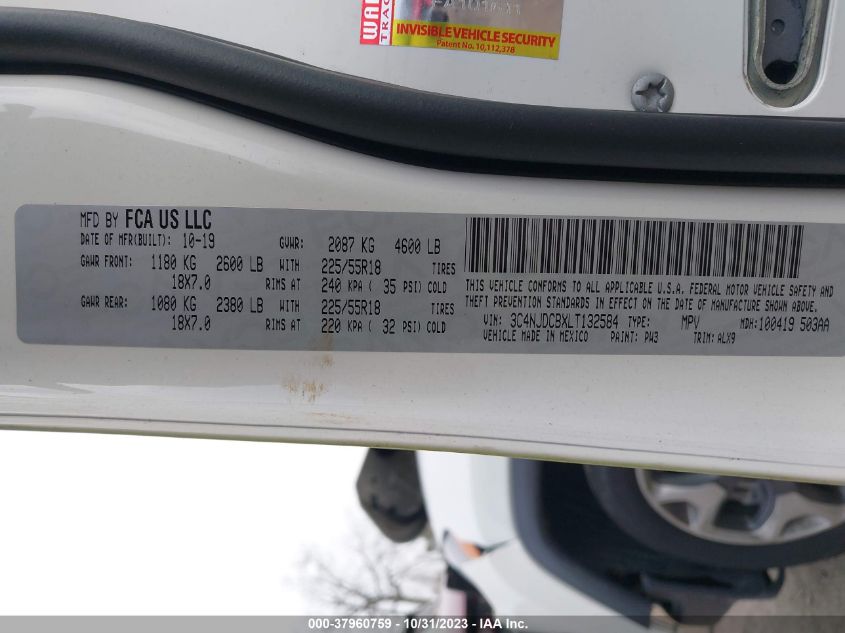 INVISIBLE VEHICLE SECURITY
Patent No. 10,112,378
MFD BY FCA US LLC
DATE OF MFR(BUILT): 10-19 GVWR: 2087 KG 4600 LB
GAWR FRONT: 1180 KG 2600 LB WITH 225/55R18 TIRES
18X7.0 RIMS AT 240 KPA ( 35 PSI) COLD
GAWR REAR: 1080 KG 2380 LB WITH 225/55R18 TIRES
18X7.0 RIMS AT 220 KPA ( 32 PSI) COLD
THIS VEHICLE CONFORMS TO ALL APPLICABLE U.S.A. FEDERAL MOTOR VEHICLE SAFETY AND
THEFT PREVENTION STANDARDS IN EFFECT ON THE DATE OF MANUFACTURE SHOWN ABOVE.
VIN: 3C4NJDCBXLT132584 TYPE: MPV MDH:100419 503AA
VEHICLE MADE IN MEXICO PAINT: PW3 TRIM: ALX9
000-37960759 - 10/31/2023 - IAA Inc.